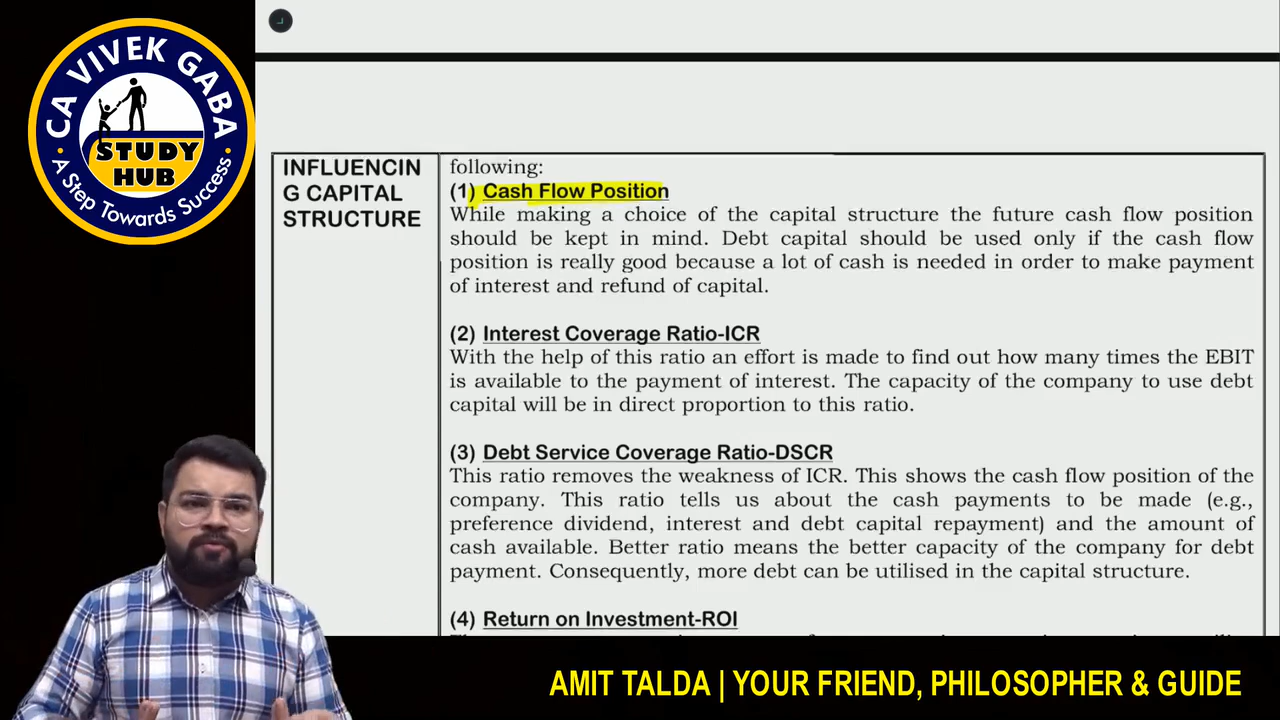 CA VIVEK GABA
STUDY
HUB
A Step Towards Success
INFLUENCIN
G CAPITAL
STRUCTURE
following:
(1) Cash Flow Position
While making a choice of the capital structure the future cash flow position
should be kept in mind. Debt capital should be used only if the cash flow
position is really good because a lot of cash is needed in order to make payment
of interest and refund of capital.
(2) Interest Coverage Ratio-ICR
With the help of this ratio an effort is made to find out how many times the EBIT
is available to the payment of interest. The capacity of the company to use debt
capital will be in direct proportion to this ratio.
(3) Debt Service Coverage Ratio-DSCR
This ratio removes the weakness of ICR. This shows the cash flow position of the
company. This ratio tells us about the cash payments to be made (e.g.,
preference dividend, interest and debt capital repayment) and the amount of
cash available. Better ratio means the better capacity of the company for debt
payment. Consequently, more debt can be utilised in the capital structure.
(4) Return on Investment-ROI
AMIT TALDA | YOUR FRIEND, PHILOSOPHER & GUIDE